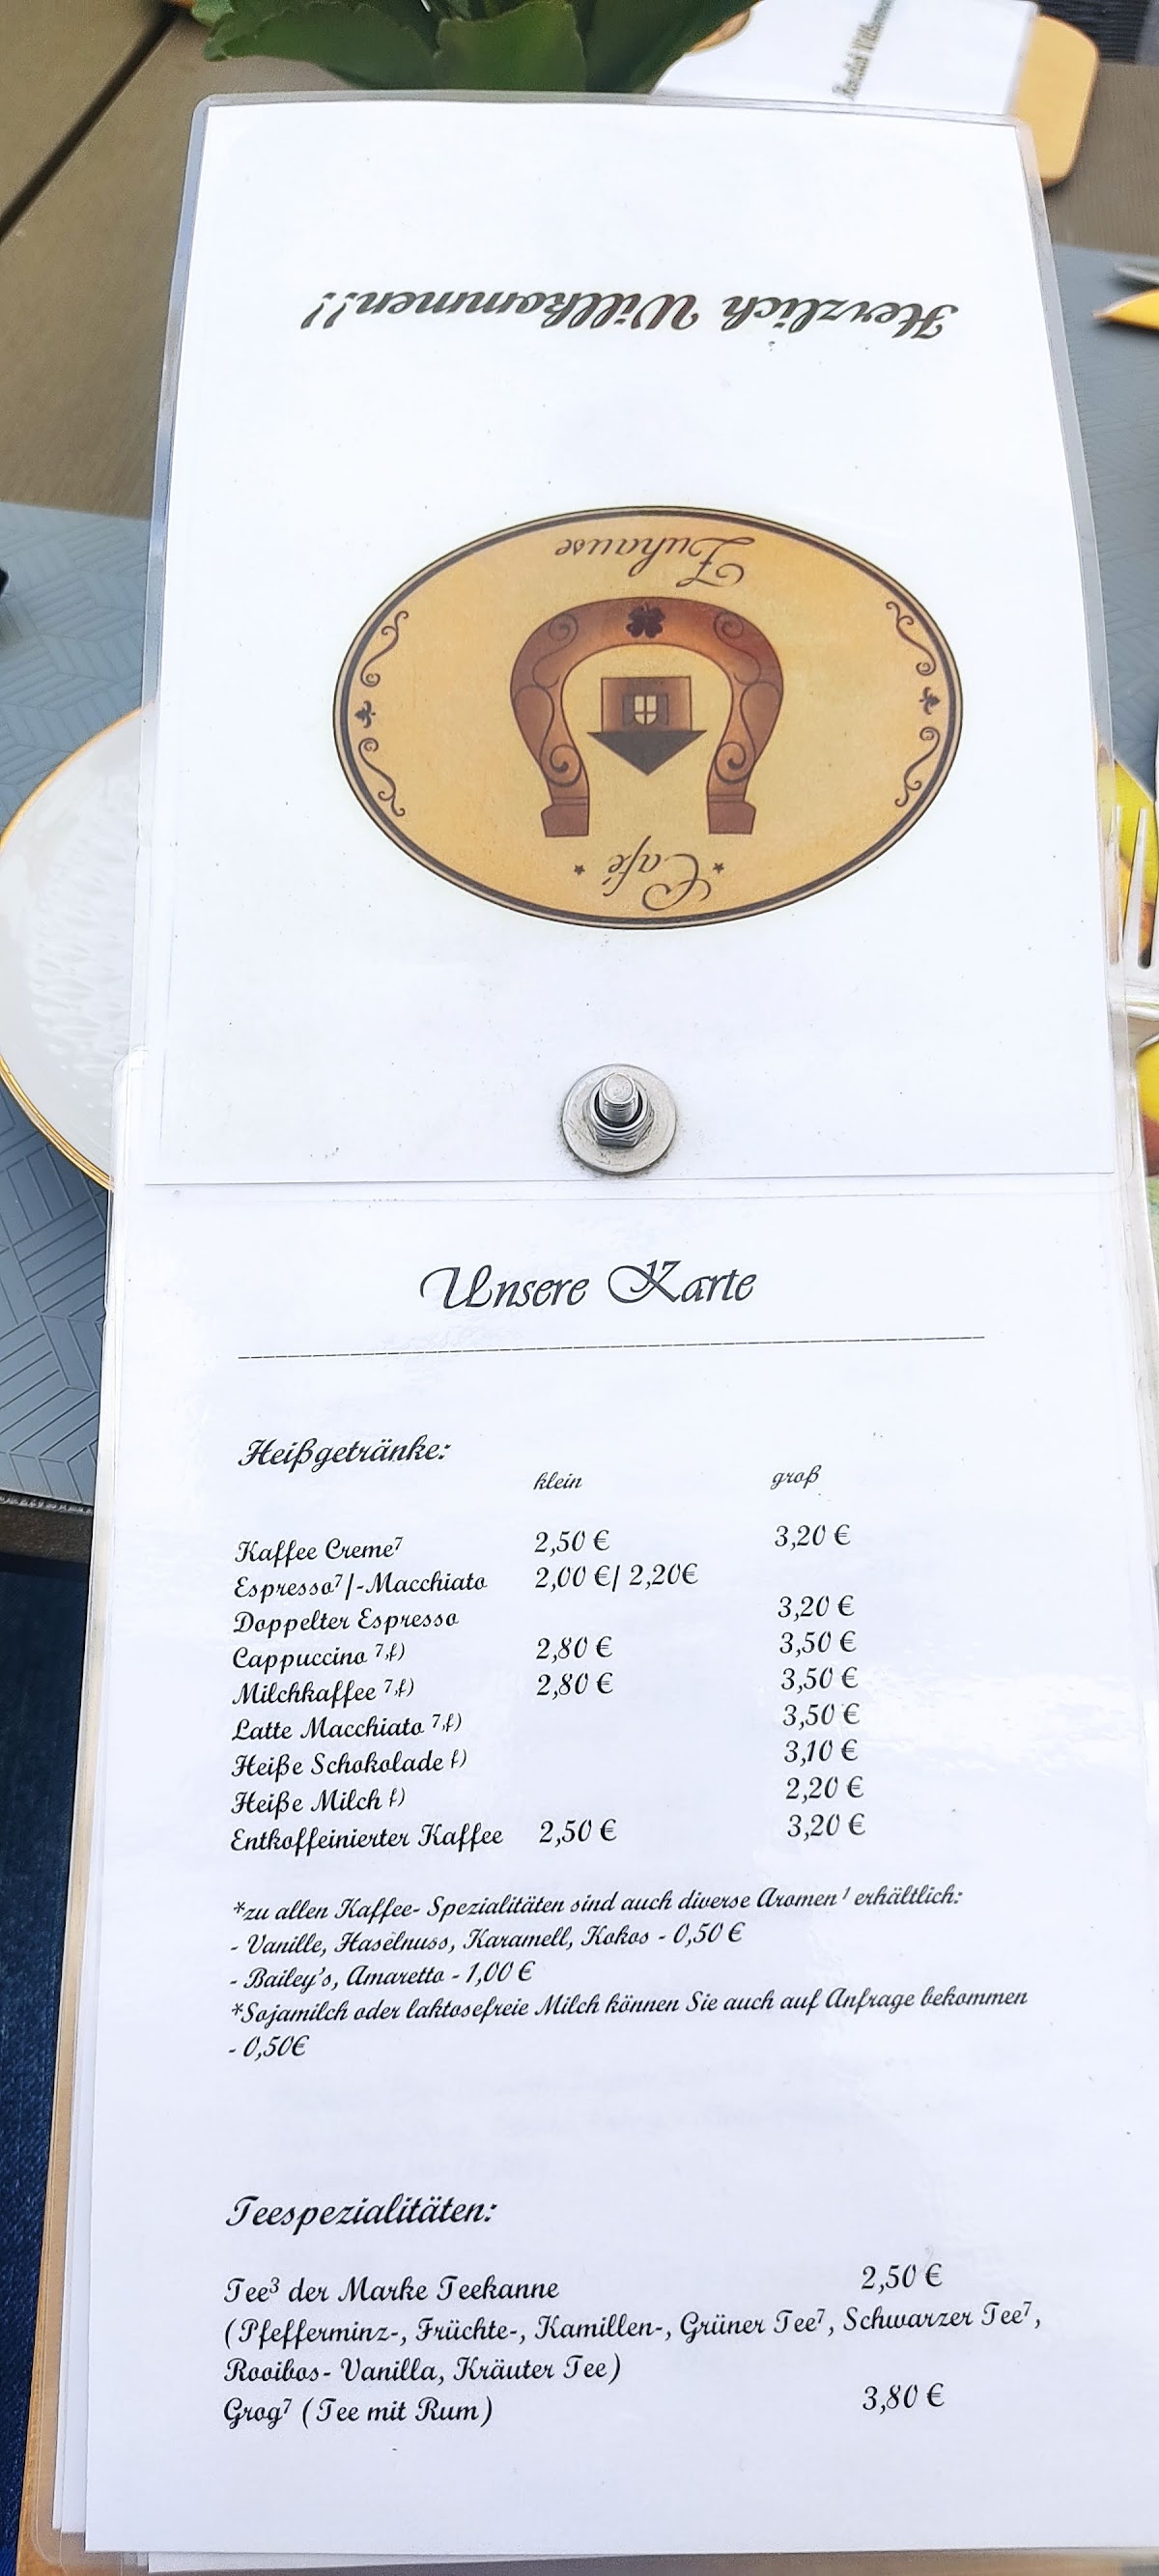 Herzlich Willkommen!!
Zuhause
Café
Unsere Karte
Heißgetränke:
klein groß
Kaffee Creme⁷ 2,50 € 3,20 €
Espresso⁷/-Macchiato 2,00 €/ 2,20€
Doppelter Espresso 3,20 €
Cappuccino ⁷,f) 2,80 € 3,50 €
Milchkaffee ⁷,f) 2,80 € 3,50 €
Latte Macchiato ⁷,f) 3,50 €
Heiße Schokolade f) 3,10 €
Heiße Milch f) 2,20 €
Entkoffeinierter Kaffee 2,50 € 3,20 €
*zu allen Kaffee- Spezialitäten sind auch diverse Aromen¹ erhältlich:
- Vanille, Haselnuss, Karamell, Kokos - 0,50 €
- Bailey's, Amaretto - 1,00 €
*Sojamilch oder laktosefreie Milch können Sie auch auf Anfrage bekommen
- 0,50€
Teespezialitäten:
Tee³ der Marke Teekanne 2,50 €
(Pfefferminz-, Früchte-, Kamillen-, Grüner Tee⁷, Schwarzer Tee⁷,
Rooibos- Vanilla, Kräuter Tee)
Grog⁷ (Tee mit Rum) 3,80 €